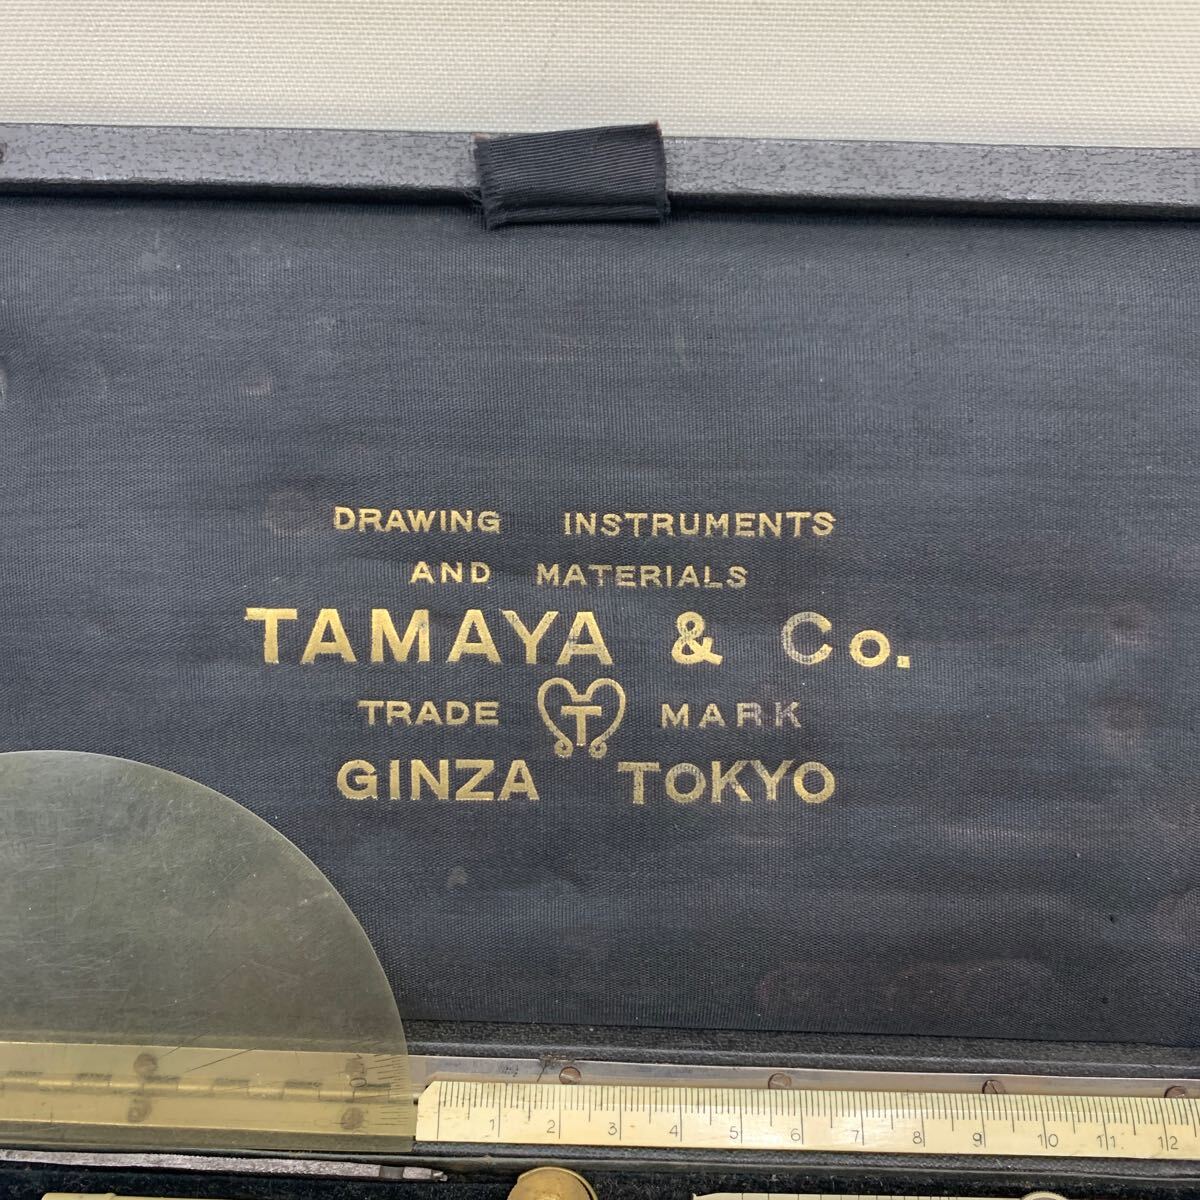 DRAWING INSTRUMENTS
AND MATERIALS
TAMAYA & Co.
TRADE T MARK
GINZA TOKYO
1 2 3 4 5 6 7 8 9 10 11 12